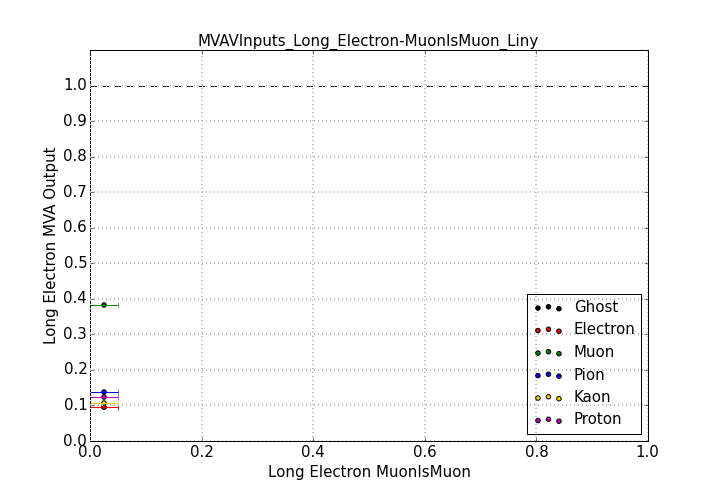 MVAVInputs_Long_Electron-MuonIsMuon_Liny
Long Electron MVA Output
1.0
0.9
0.8
0.7
0.6
0.5
0.4
0.3
0.2
0.1
0.0
Ghost
Electron
Muon
Pion
Kaon
Proton
0.0 0.2 0.4 0.6 0.8 1.0
Long Electron MuonIsMuon